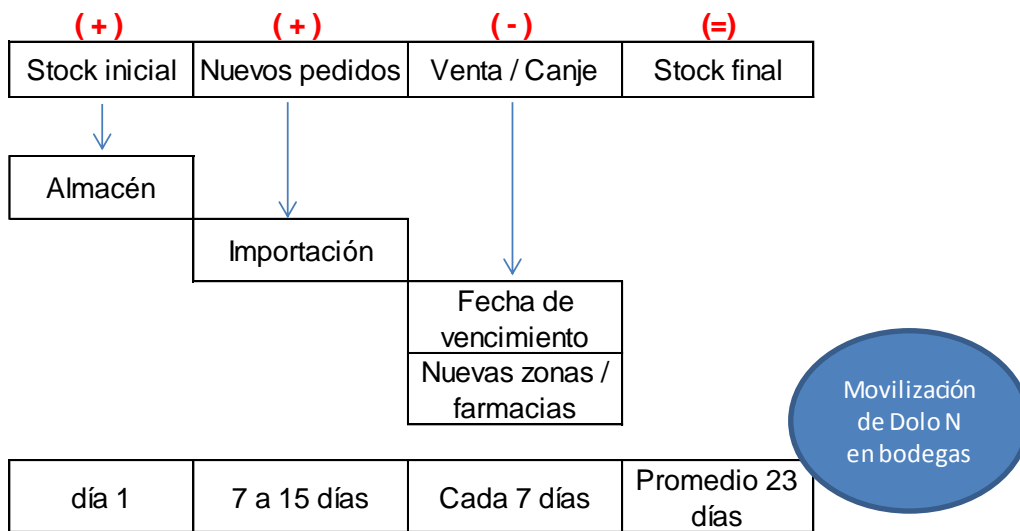 (+) (+) (-) (=)
Stock inicial Nuevos pedidos Venta / Canje Stock final
Almacén
Importación
Fecha de
vencimiento
Nuevas zonas /
farmacias
Movilización
de Dolo N
en bodegas
día 1 7 a 15 días Cada 7 días Promedio 23
días